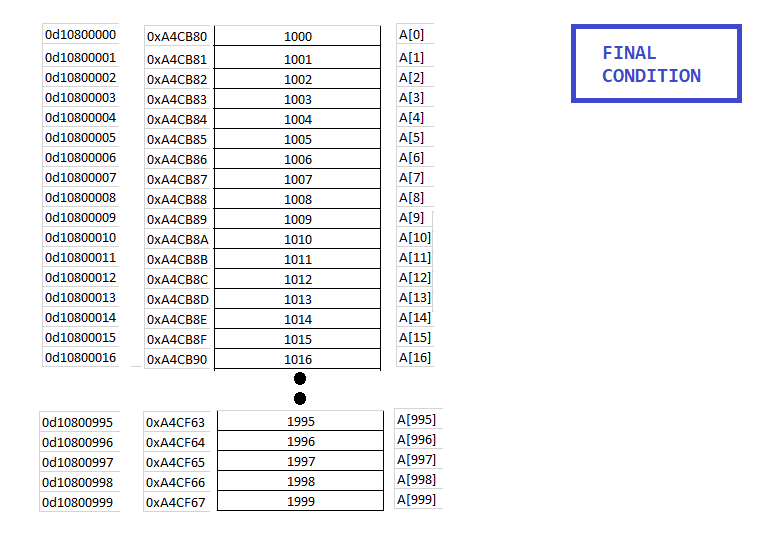 0d10800000 0xA4CB80 1000 A[0]
FINAL
CONDITION
0d10800001 0xA4CB81 1001 A[1]
0d10800002 0xA4CB82 1002 A[2]
0d10800003 0xA4CB83 1003 A[3]
0d10800004 0xA4CB84 1004 A[4]
0d10800005 0xA4CB85 1005 A[5]
0d10800006 0xA4CB86 1006 A[6]
0d10800007 0xA4CB87 1007 A[7]
0d10800008 0xA4CB88 1008 A[8]
0d10800009 0xA4CB89 1009 A[9]
0d10800010 0xA4CB8A 1010 A[10]
0d10800011 0xA4CB8B 1011 A[11]
0d10800012 0xA4CB8C 1012 A[12]
0d10800013 0xA4CB8D 1013 A[13]
0d10800014 0xA4CB8E 1014 A[14]
0d10800015 0xA4CB8F 1015 A[15]
0d10800016 0xA4CB90 1016 A[16]
0d10800995 0xA4CF63 1995 A[995]
0d10800996 0xA4CF64 1996 A[996]
0d10800997 0xA4CF65 1997 A[997]
0d10800998 0xA4CF66 1998 A[998]
0d10800999 0xA4CF67 1999 A[999]